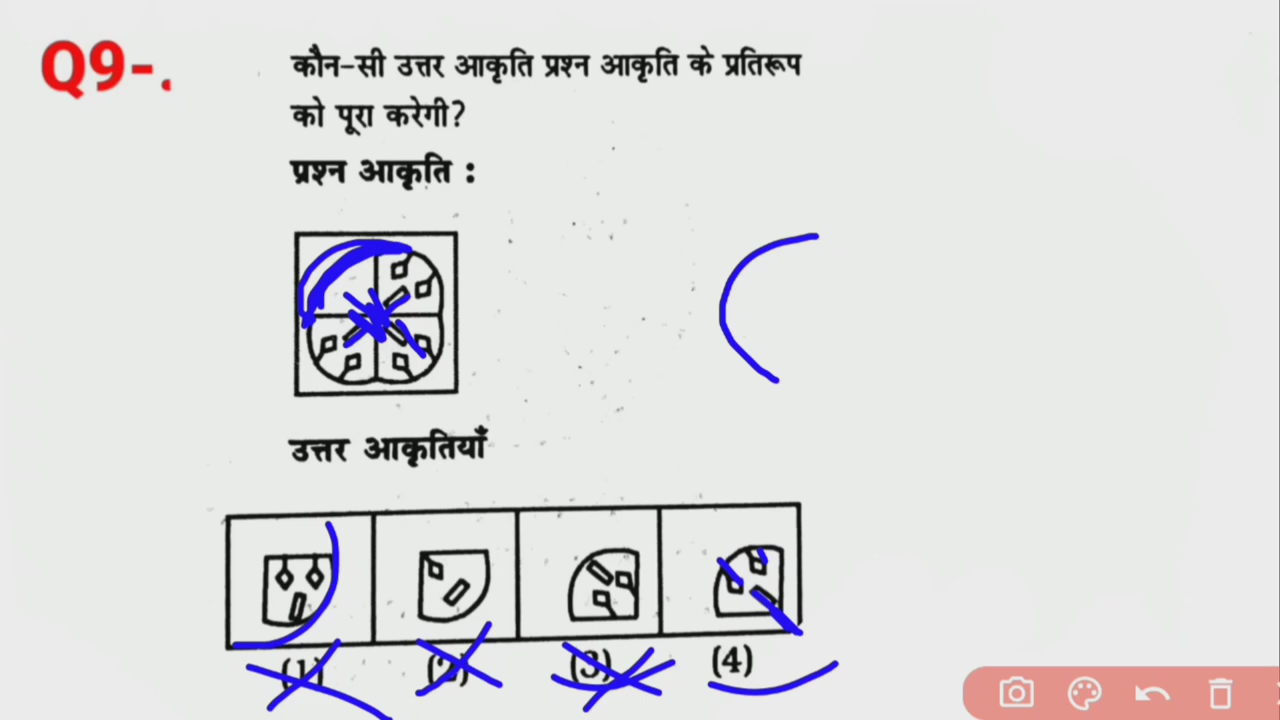 Q9-.
कौन-सी उत्तर आकृति प्रश्न आकृति के प्रतिरूप
को पूरा करेगी?
प्रश्न आकृति :
उत्तर आकृतियाँ
(1) (2) (3) (4)